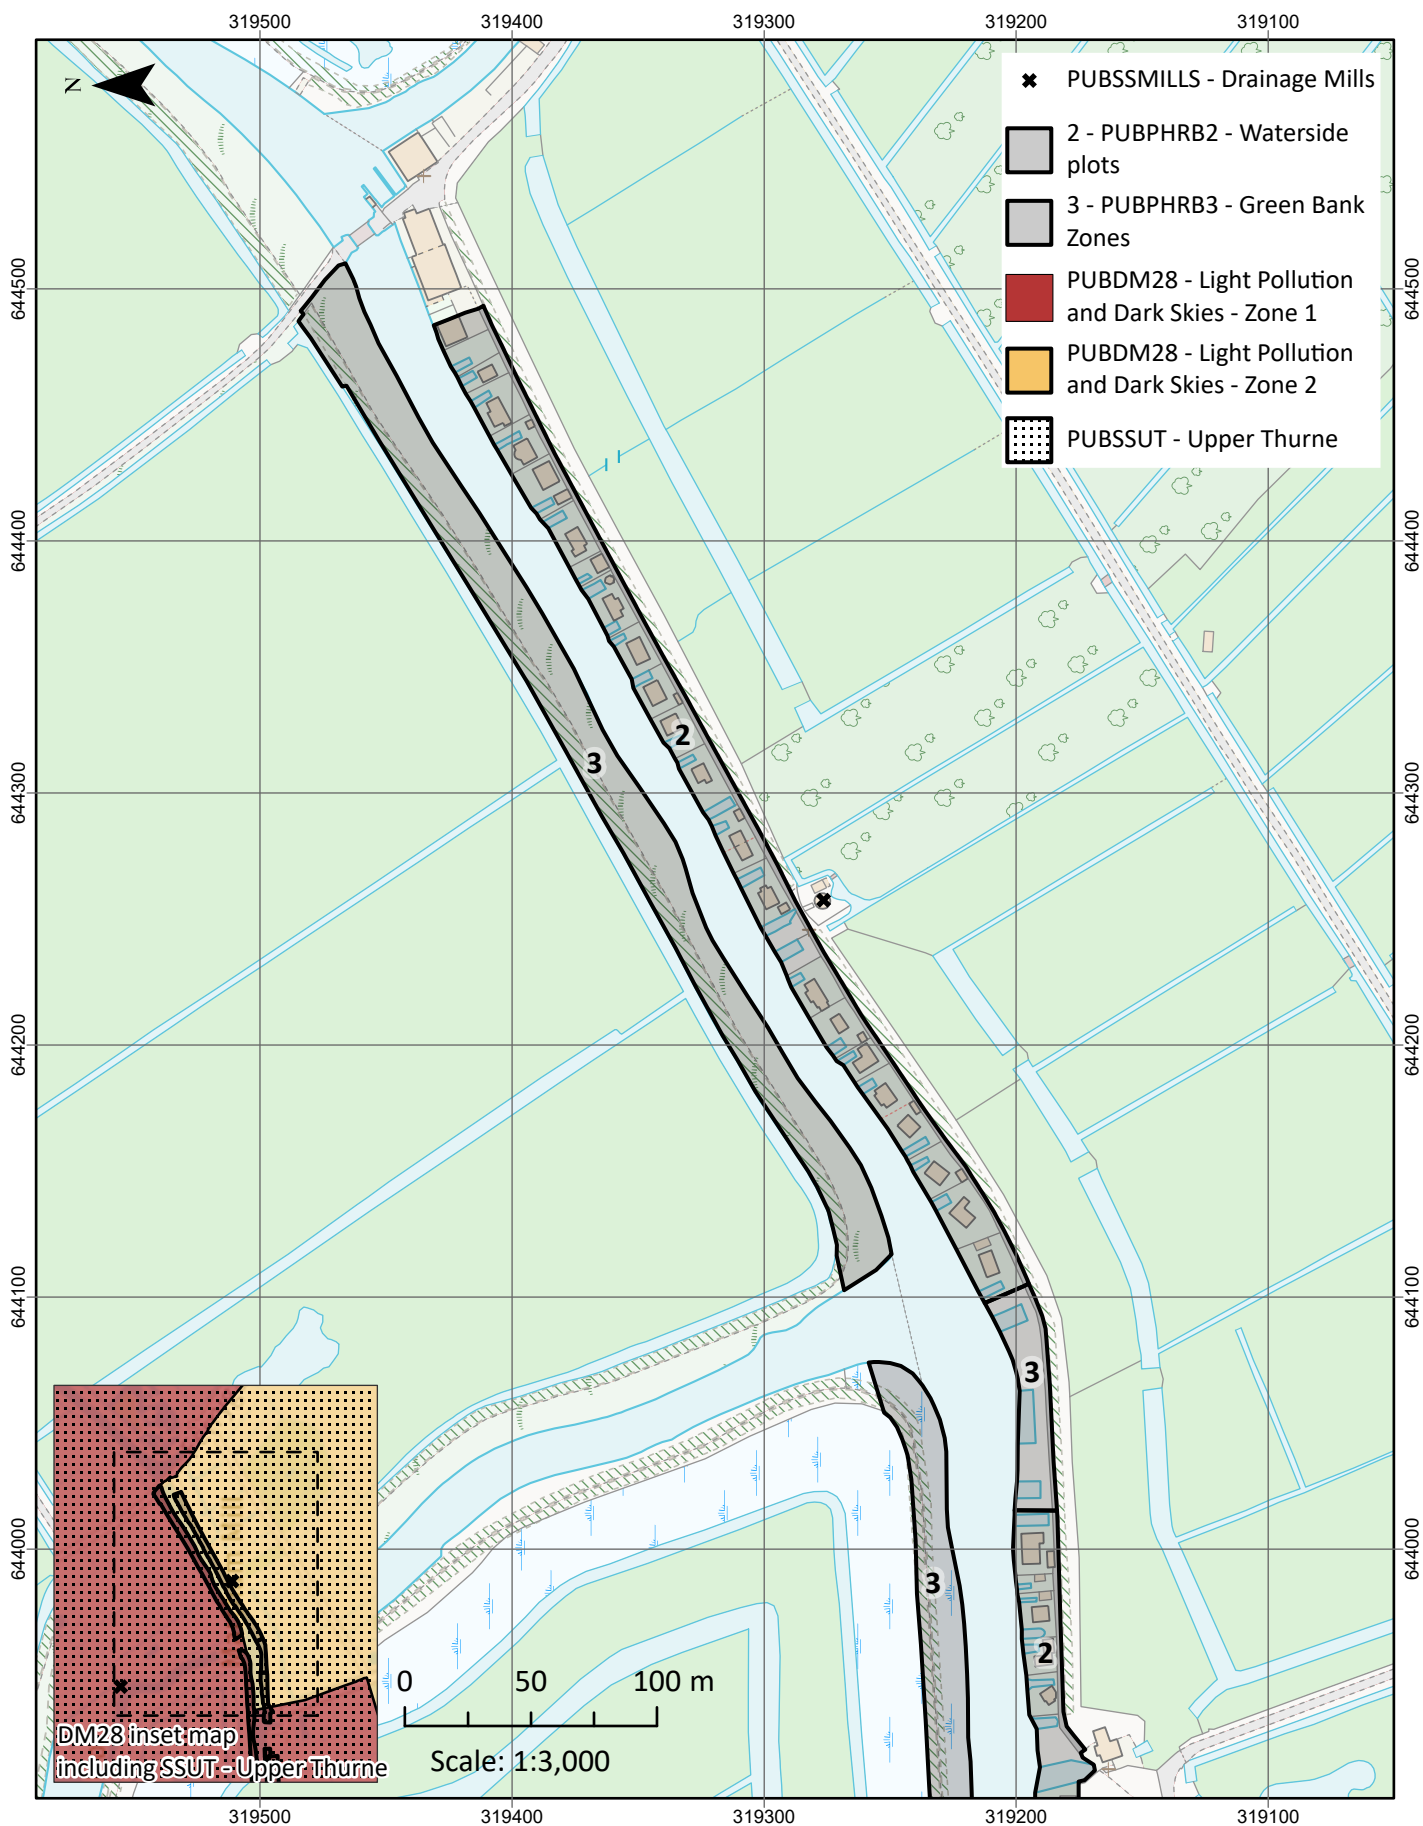 319500 319400 319300 319200 319100
N
PUBSSMILLS - Drainage Mills
2 - PUBPHRB2 - Waterside
plots
3 - PUBPHRB3 - Green Bank
Zones
PUBDM28 - Light Pollution
and Dark Skies - Zone 1
PUBDM28 - Light Pollution
and Dark Skies - Zone 2
PUBSSUT - Upper Thurne
644500 644500
644400 644400
2
3
644300 644300
644200 644200
644100 644100
3
644000 644000
3
2
0 50 100 m
DM28 inset map
including SSUT - Upper Thurne
Scale: 1:3,000
319500 319400 319300 319200 319100